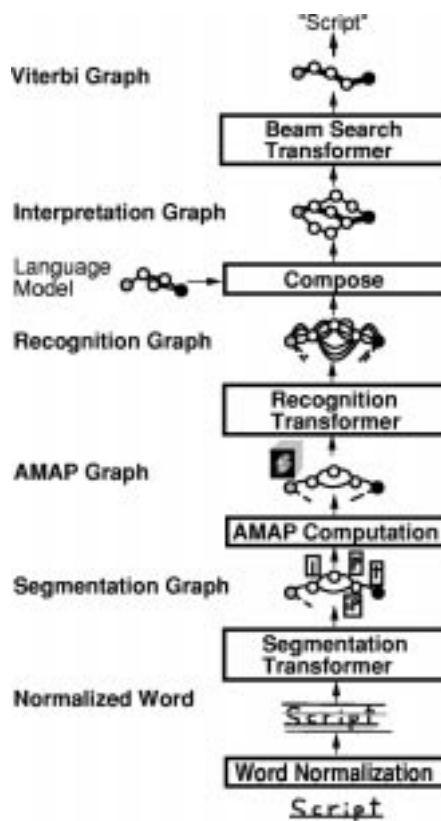 "Script"
Viterbi Graph
Beam Search
Transformer
Interpretation Graph
Language
Model
Compose
Recognition Graph
Recognition
Transformer
AMAP Graph
AMAP Computation
Segmentation Graph
Segmentation
Transformer
Normalized Word
Script
Word Normalization
Script